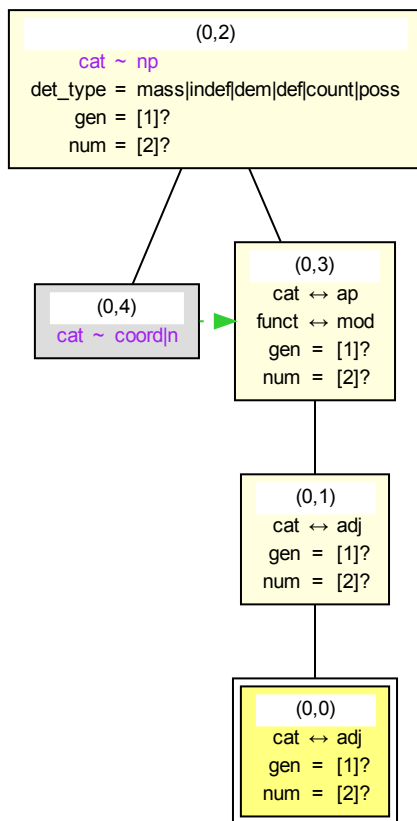 (0,2)
cat ~ np
det_type = mass|indef|dem|def|count|poss
gen = [1]?
num = [2]?
(0,4)
cat ~ coord|n
(0,3)
cat ↔ ap
funct ↔ mod
gen = [1]?
num = [2]?
(0,1)
cat ↔ adj
gen = [1]?
num = [2]?
(0,0)
cat ↔ adj
gen = [1]?
num = [2]?